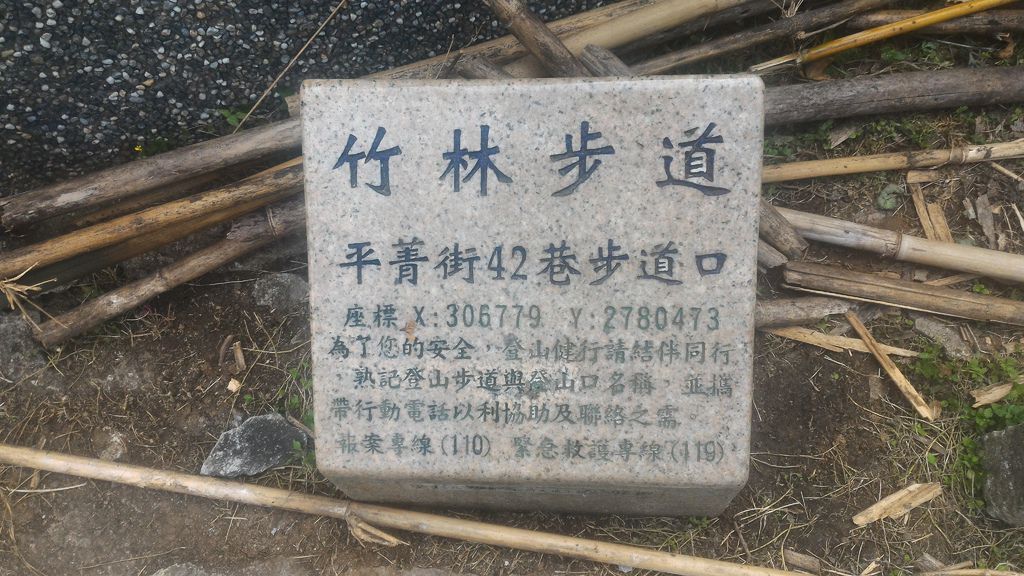 竹林步道
平菁街42巷步道口
座標 X:306779 Y:2780473
為了您的安全，登山健行請結伴同行
，熟記登山步道與登山口名稱，並攜
帶行動電話以利協助及聯絡之需
報案專線(110) 緊急救護專線(119)